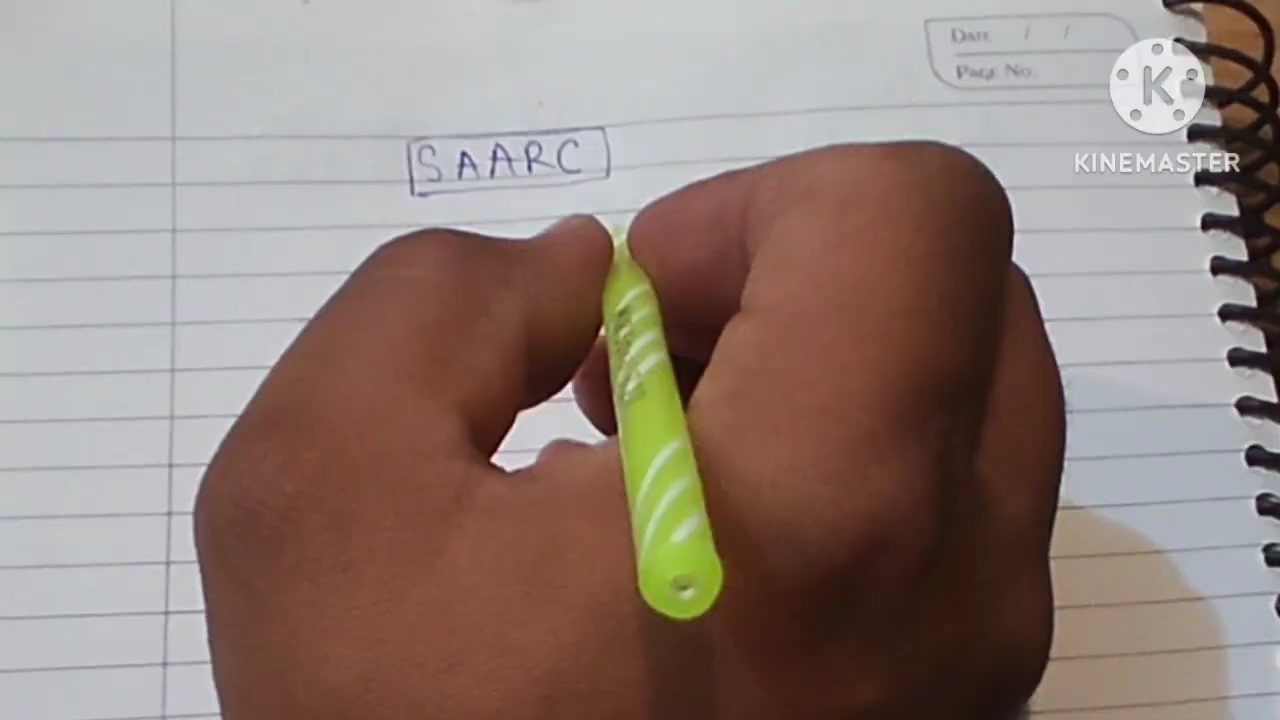 DATE / /
PAGE NO.
SAARC
KINEMASTER